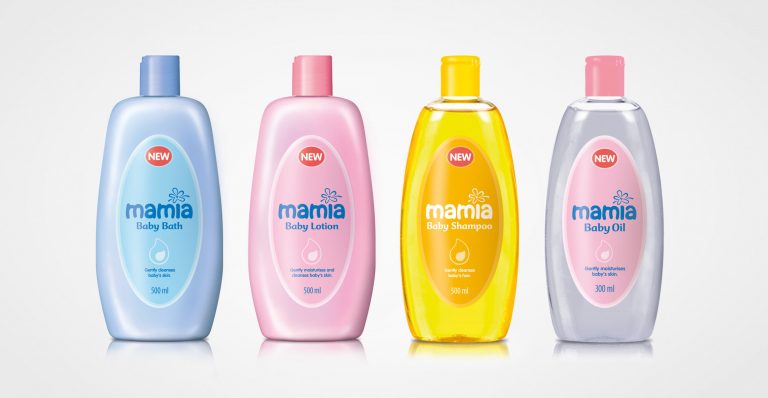 NEW
mamia
Baby Bath
Gently cleanses
baby's skin.
500 ml
NEW
mamia
Baby Lotion
Gently moisturises and
cleanses baby's skin.
500 ml
NEW
mamia
Baby Shampoo
Gently cleanses
baby's hair.
500 ml
NEW
mamia
Baby Oil
Gently moisturises
baby's skin.
300 ml